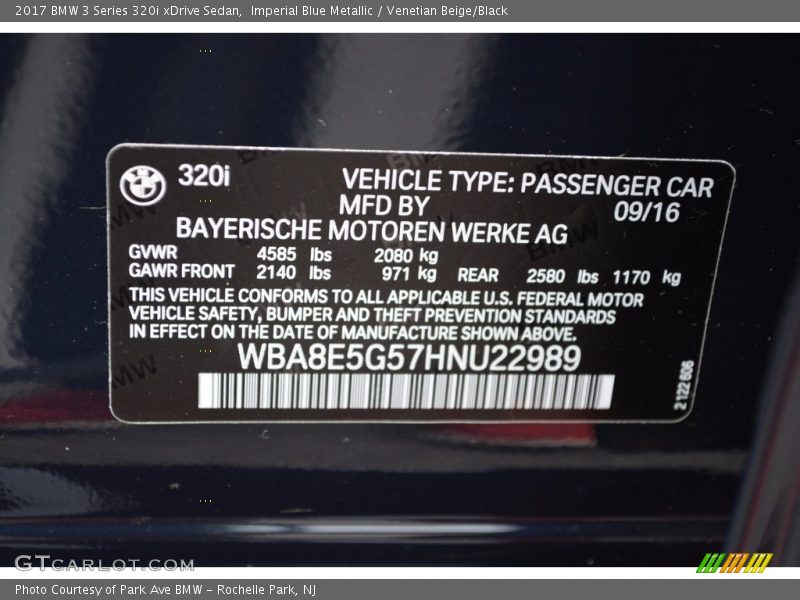 2017 BMW 3 Series 320i xDrive Sedan, Imperial Blue Metallic / Venetian Beige/Black
BMW 320i
VEHICLE TYPE: PASSENGER CAR
MFD BY 09/16
BAYERISCHE MOTOREN WERKE AG
GVWR 4585 lbs 2080 kg
GAWR FRONT 2140 lbs 971 kg REAR 2580 lbs 1170 kg
THIS VEHICLE CONFORMS TO ALL APPLICABLE U.S. FEDERAL MOTOR
VEHICLE SAFETY, BUMPER AND THEFT PREVENTION STANDARDS
IN EFFECT ON THE DATE OF MANUFACTURE SHOWN ABOVE.
WBA8E5G57HNU22989
2122606
GTCARLOT.COM
Photo Courtesy of Park Ave BMW - Rochelle Park, NJ